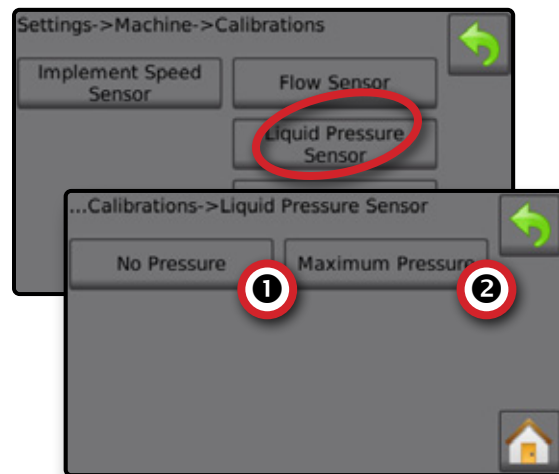 Settings->Machine->Calibrations
Implement Speed
Sensor
Flow Sensor
Liquid Pressure
Sensor
...Calibrations->Liquid Pressure Sensor
No Pressure
Maximum Pressure
1
2